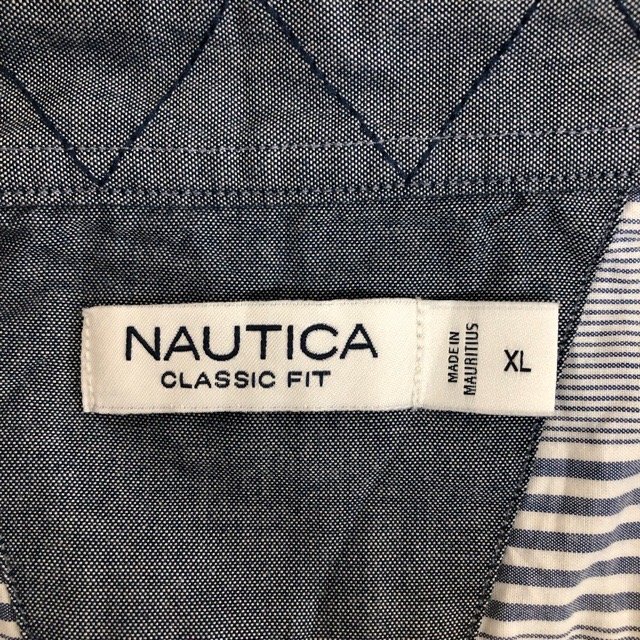 NAUTICA
CLASSIC FIT
MADE IN
MAURITIUS
XL